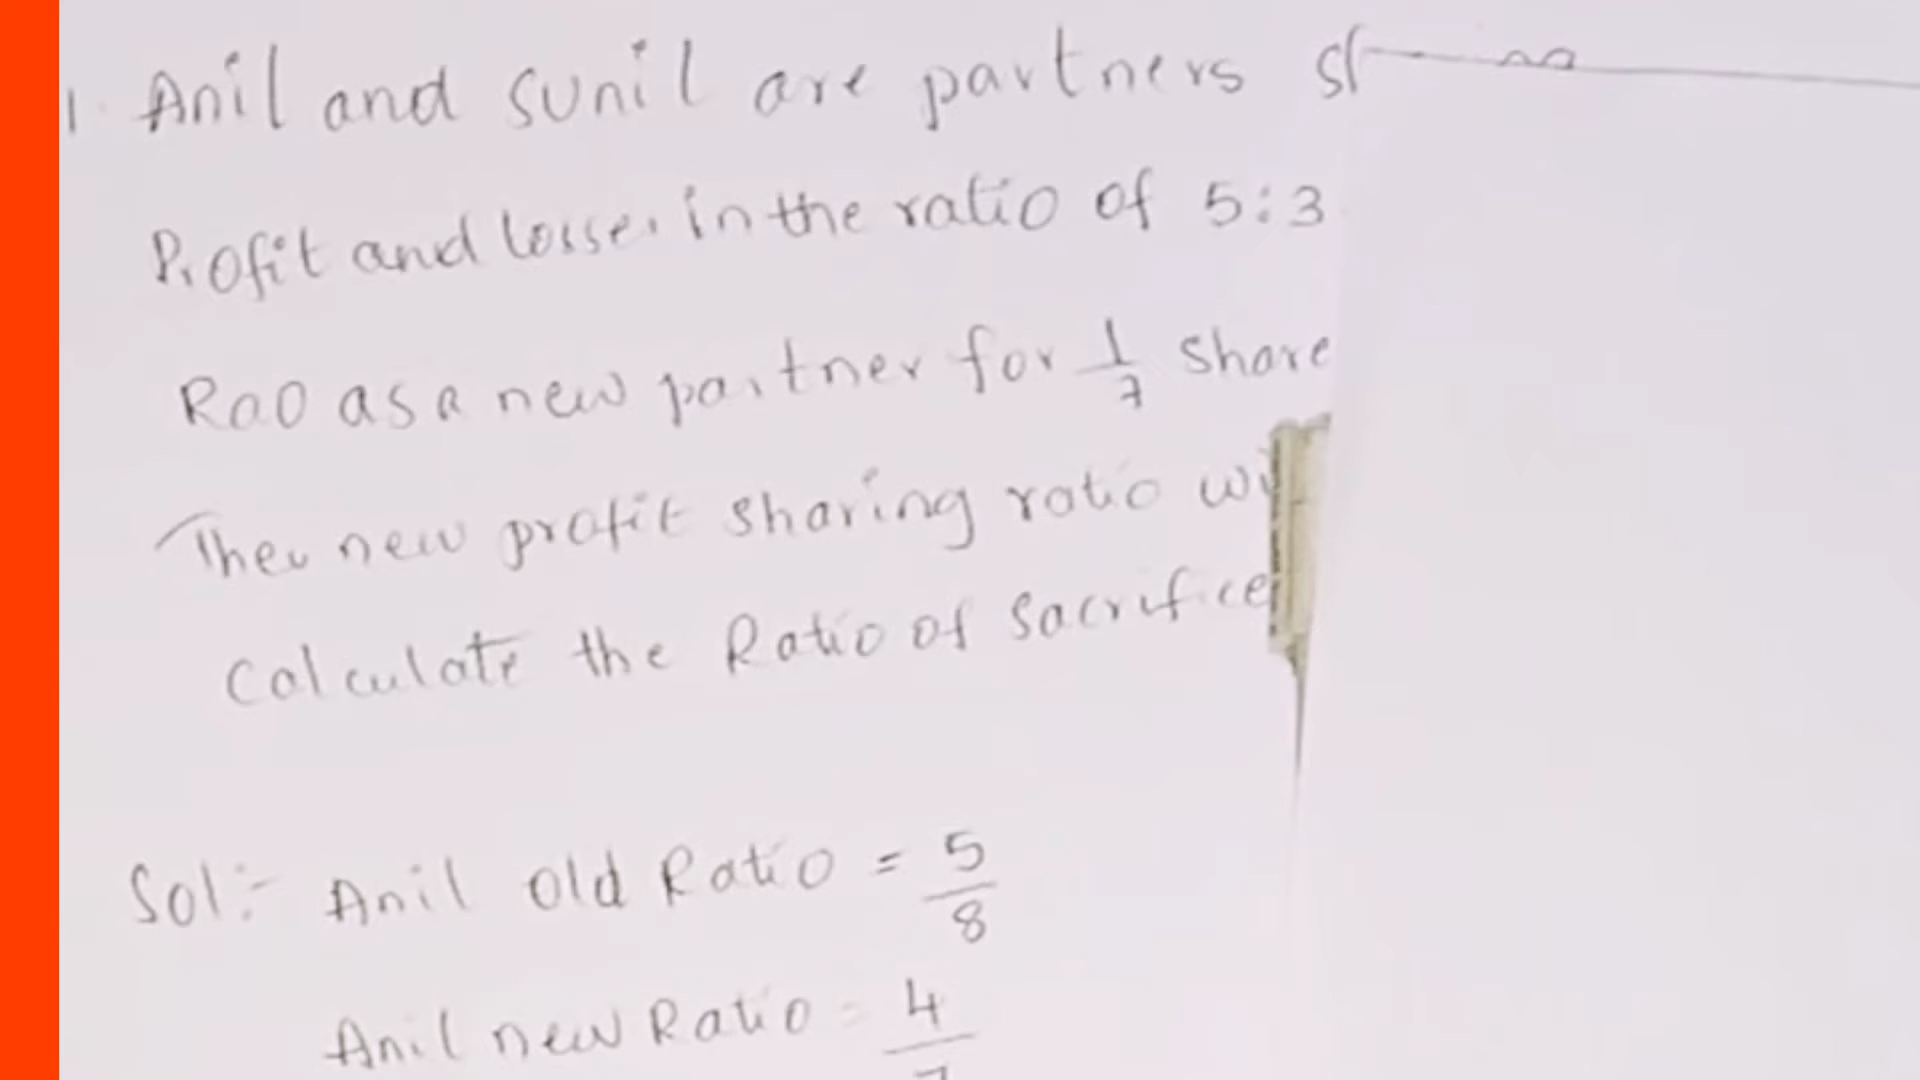 1. Anil and sunil are partners
Profit and losses in the ratio of 5:3
Rao as a new partner for 1/7 share
Their new profit sharing ratio
Calculate the Ratio of sacrifice
Sol:- Anil old Ratio = 5/8
Anil new Ratio = 4